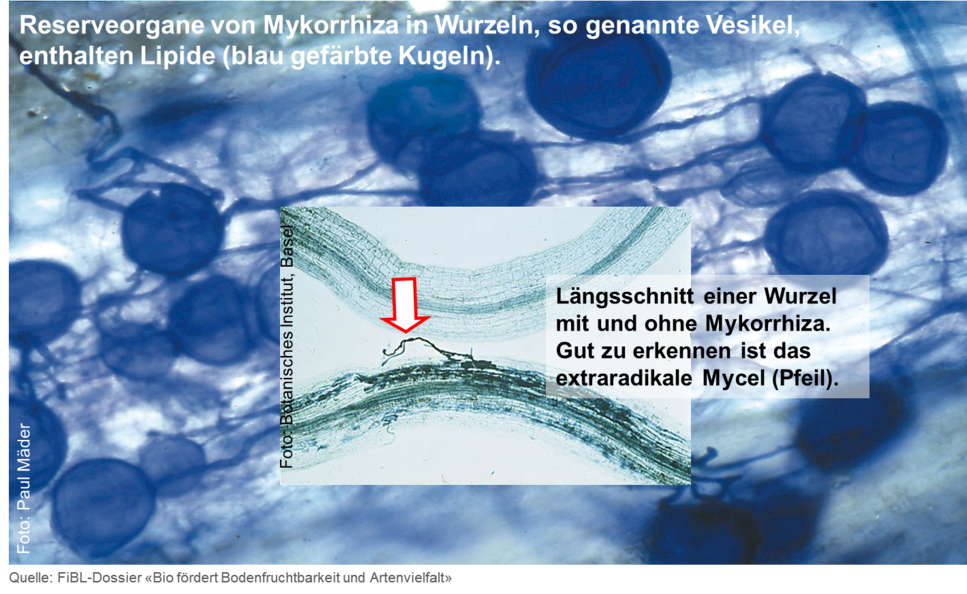 Reserveorgane von Mykorrhiza in Wurzeln, so genannte Vesikel,
enthalten Lipide (blau gefärbte Kugeln).
Foto: Botanisches Institut, Basel
Längsschnitt einer Wurzel
mit und ohne Mykorrhiza.
Gut zu erkennen ist das
extraradikale Mycel (Pfeil).
Foto: Paul Mäder
Quelle: FiBL-Dossier «Bio fördert Bodenfruchtbarkeit und Artenvielfalt»